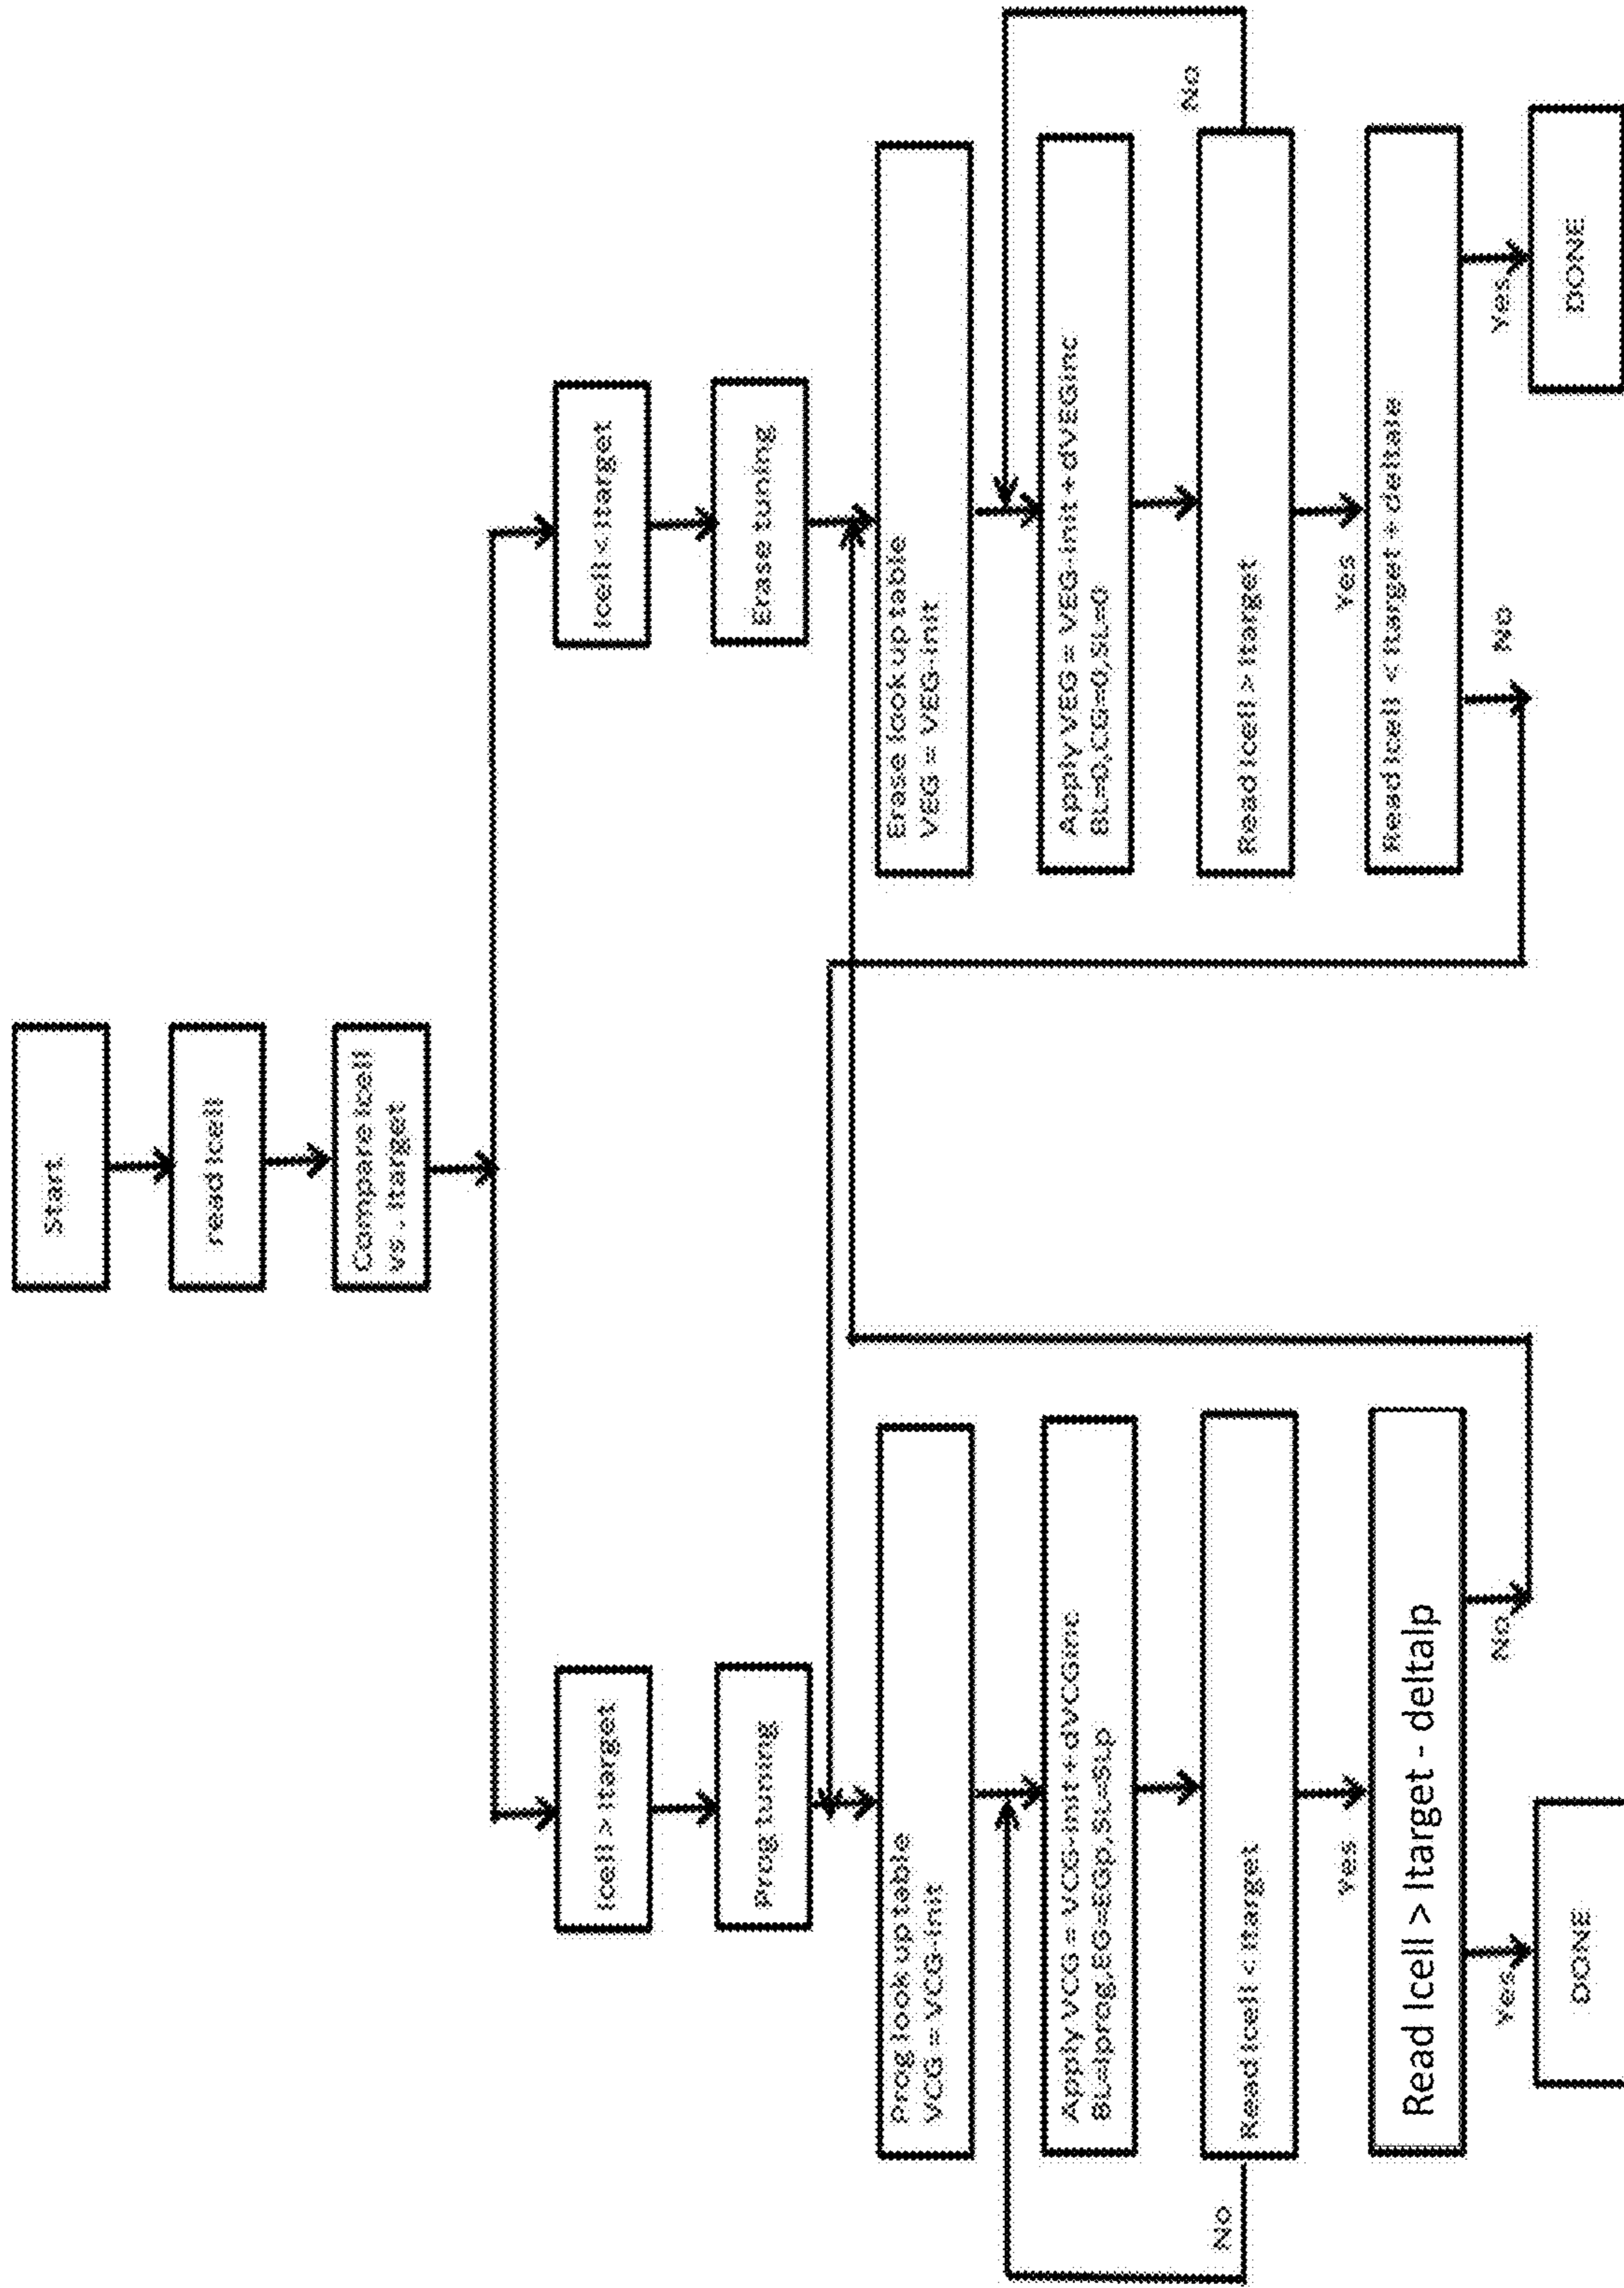 Start
read Icell
Compare Icell
vs. Itarget
Icell > Itarget
Icell < Itarget
Prog tuning
Erase tuning
Prog look up table
VCG = VCG-init
Erase look up table
VEG = VEG-init
Apply VCG = VCG-init + dVCGinc
BL=Iprog,EG=EGp,SL=SLp
Apply VEG = VEG-init + dVEGinc
BL=0,CG=0,SL=0
Read Icell < Itarget
No
Yes
Read Icell > Itarget
No
Yes
Read Icell > Itarget - deltaIp
Yes
No
Read Icell < Itarget + deltaIe
No
Yes
DONE
DONE